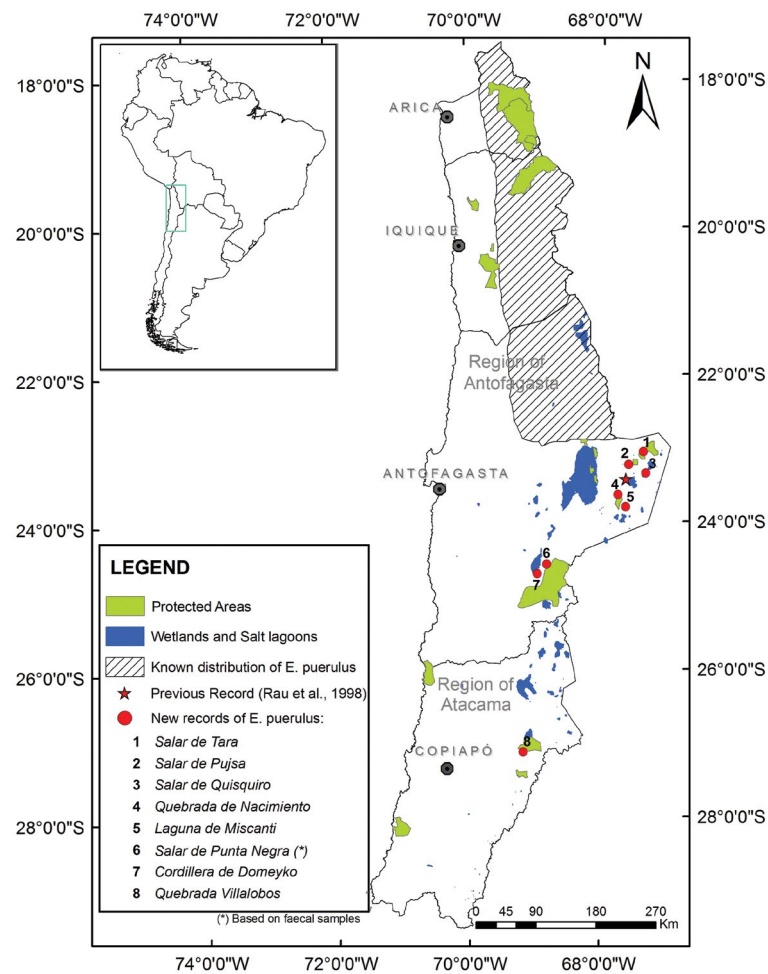 74°0'0"W 72°0'0"W 70°0'0"W 68°0'0"W
18°0'0"S 18°0'0"S
N
ARICA
20°0'0"S 20°0'0"S
IQUIQUE
22°0'0"S 22°0'0"S
Region of
Antofagasta
1
2
3
ANTOFAGASTA
4
5
24°0'0"S 24°0'0"S
6
7
LEGEND
Protected Areas
Wetlands and Salt lagoons
Known distribution of E. puerulus
Previous Record (Rau et al., 1998)
New records of E. puerulus:
1 Salar de Tara
2 Salar de Pujsa
3 Salar de Quisquiro
4 Quebrada de Nacimiento
5 Laguna de Miscanti
6 Salar de Punta Negra (*)
7 Cordillera de Domeyko
8 Quebrada Villalobos
(*) Based on faecal samples
26°0'0"S 26°0'0"S
Region of
Atacama
8
COPIAPÓ
28°0'0"S 28°0'0"S
0 45 90 180 270
Km
74°0'0"W 72°0'0"W 70°0'0"W 68°0'0"W